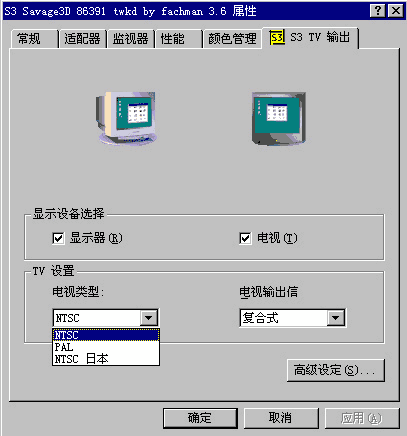 S3 Savage3D 86391 twkd by fachman 3.6 属性
常规 适配器 监视器 性能 颜色管理 S3 S3 TV 输出
显示设备选择
显示器(R) 电视(T)
TV 设置
电视类型: 电视输出信
NTSC 复合式
NTSC
PAL
NTSC 日本
高级设定(S)...
确定 取消 应用(A)